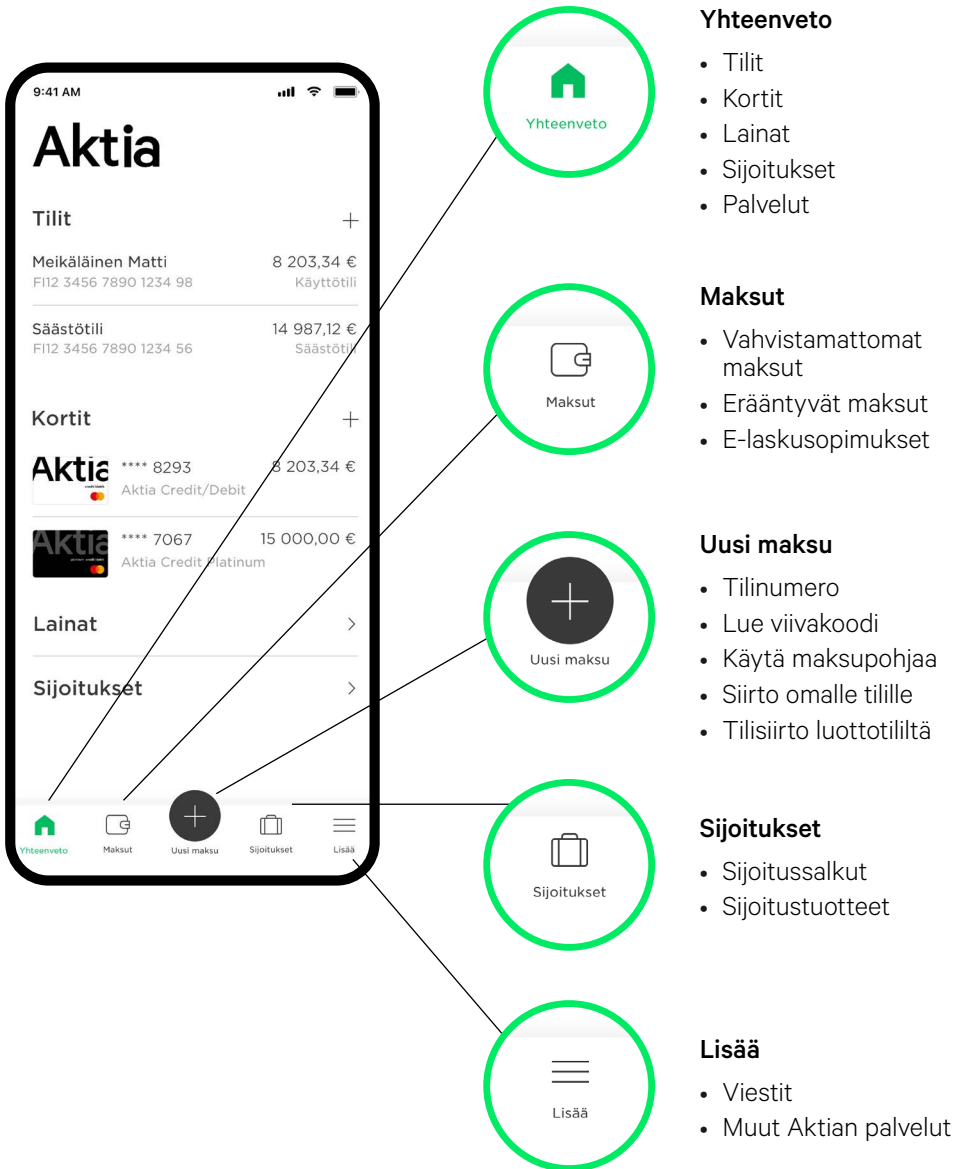 9:41 AM
Aktia
Tilit
Meikäläinen Matti 8 203,34 €
FI12 3456 7890 1234 98 Käyttötili
Säästötili 14 987,12 €
FI12 3456 7890 1234 56 Säästötili
Kortit
Aktia **** 8293 8 203,34 €
Aktia Credit/Debit
Aktia **** 7067 15 000,00 €
Aktia Credit Platinum
Lainat
Sijoitukset
Yhteenveto Maksut Uusi maksu Sijoitukset Lisää
Yhteenveto
Yhteenveto
• Tilit
• Kortit
• Lainat
• Sijoitukset
• Palvelut
Maksut
Maksut
• Vahvistamattomat
maksut
• Erääntyvät maksut
• E-laskusopimukset
Uusi maksu
Uusi maksu
• Tilinumero
• Lue viivakoodi
• Käytä maksupohjaa
• Siirto omalle tilille
• Tilisiirto luottotililtä
Sijoitukset
Sijoitukset
• Sijoitussalkut
• Sijoitustuotteet
Lisää
Lisää
• Viestit
• Muut Aktian palvelut